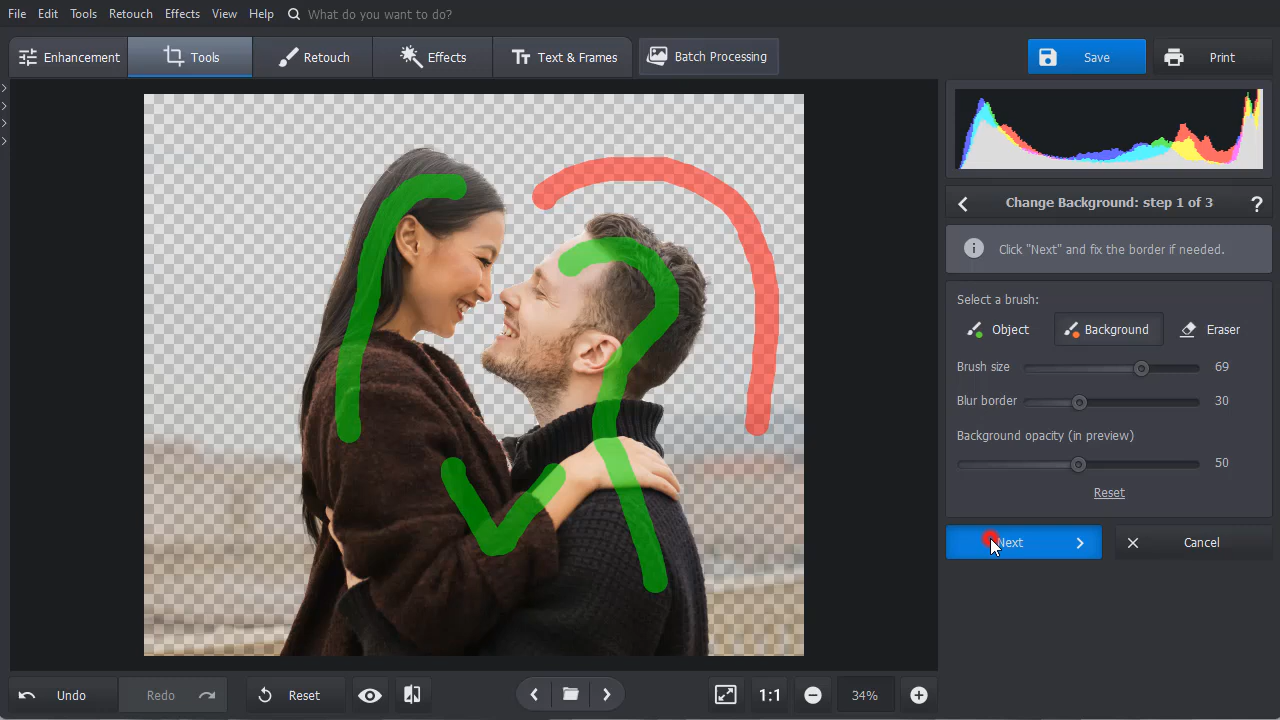 File Edit Tools Retouch Effects View Help What do you want to do?
Enhancement Tools Retouch Effects Text & Frames Batch Processing Save Print
Change Background: step 1 of 3 ?
Click "Next" and fix the border if needed.
Select a brush:
Object Background Eraser
Brush size 69
Blur border 30
Background opacity (in preview)
50
Reset
Next Cancel
Undo Redo Reset 1:1 34%